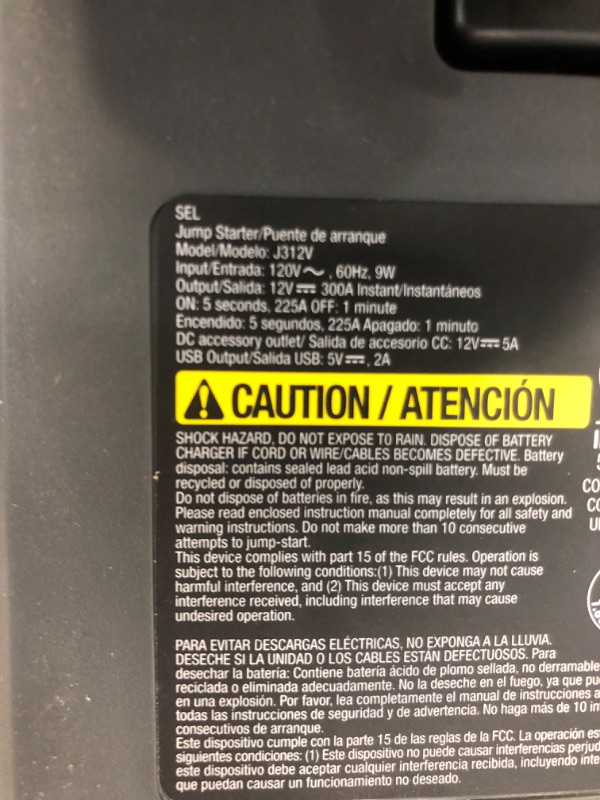 SEL
Jump Starter/Puente de arranque
Model/Modelo: J312V
Input/Entrada: 120V～, 60Hz, 9W
Output/Salida: 12V⎓ 300A Instant/Instantáneos
ON: 5 seconds, 225A OFF: 1 minute
Encendido: 5 segundos, 225A Apagado: 1 minuto
DC accessory outlet/ Salida de accesorio CC: 12V⎓ 5A
USB Output/Salida USB: 5V⎓, 2A
CAUTION / ATENCIÓN
SHOCK HAZARD, DO NOT EXPOSE TO RAIN. DISPOSE OF BATTERY
CHARGER IF CORD OR WIRE/CABLES BECOMES DEFECTIVE. Battery
disposal: contains sealed lead acid non-spill battery. Must be
recycled or disposed of properly.
Do not dispose of batteries in fire, as this may result in an explosion.
Please read enclosed instruction manual completely for all safety and
warning instructions. Do not make more than 10 consecutive
attempts to jump-start.
This device complies with part 15 of the FCC rules. Operation is
subject to the following conditions:(1) This device may not cause
harmful interference, and (2) This device must accept any
interference received, including interference that may cause
undesired operation.
PARA EVITAR DESCARGAS ELÉCTRICAS, NO EXPONGA A LA LLUVIA.
DESECHE SI LA UNIDAD O LOS CABLES ESTÁN DEFECTUOSOS. Para
desechar la batería: Contiene batería ácido de plomo sellada, no derramable
reciclada o eliminada adecuadamente. No la deseche en el fuego, ya que
en una explosión. Por favor, lea completamente el manual de instrucciones
todas las instrucciones de seguridad y de advertencia. No haga más de 10
consecutivos de arranque.
Este dispositivo cumple con la parte 15 de las reglas de la FCC. La operación
siguientes condiciones: (1) Este dispositivo no puede causar interferencias
este dispositivo debe aceptar cualquier interferencia recibida, incluyendo
que puedan causar un funcionamiento no deseado.